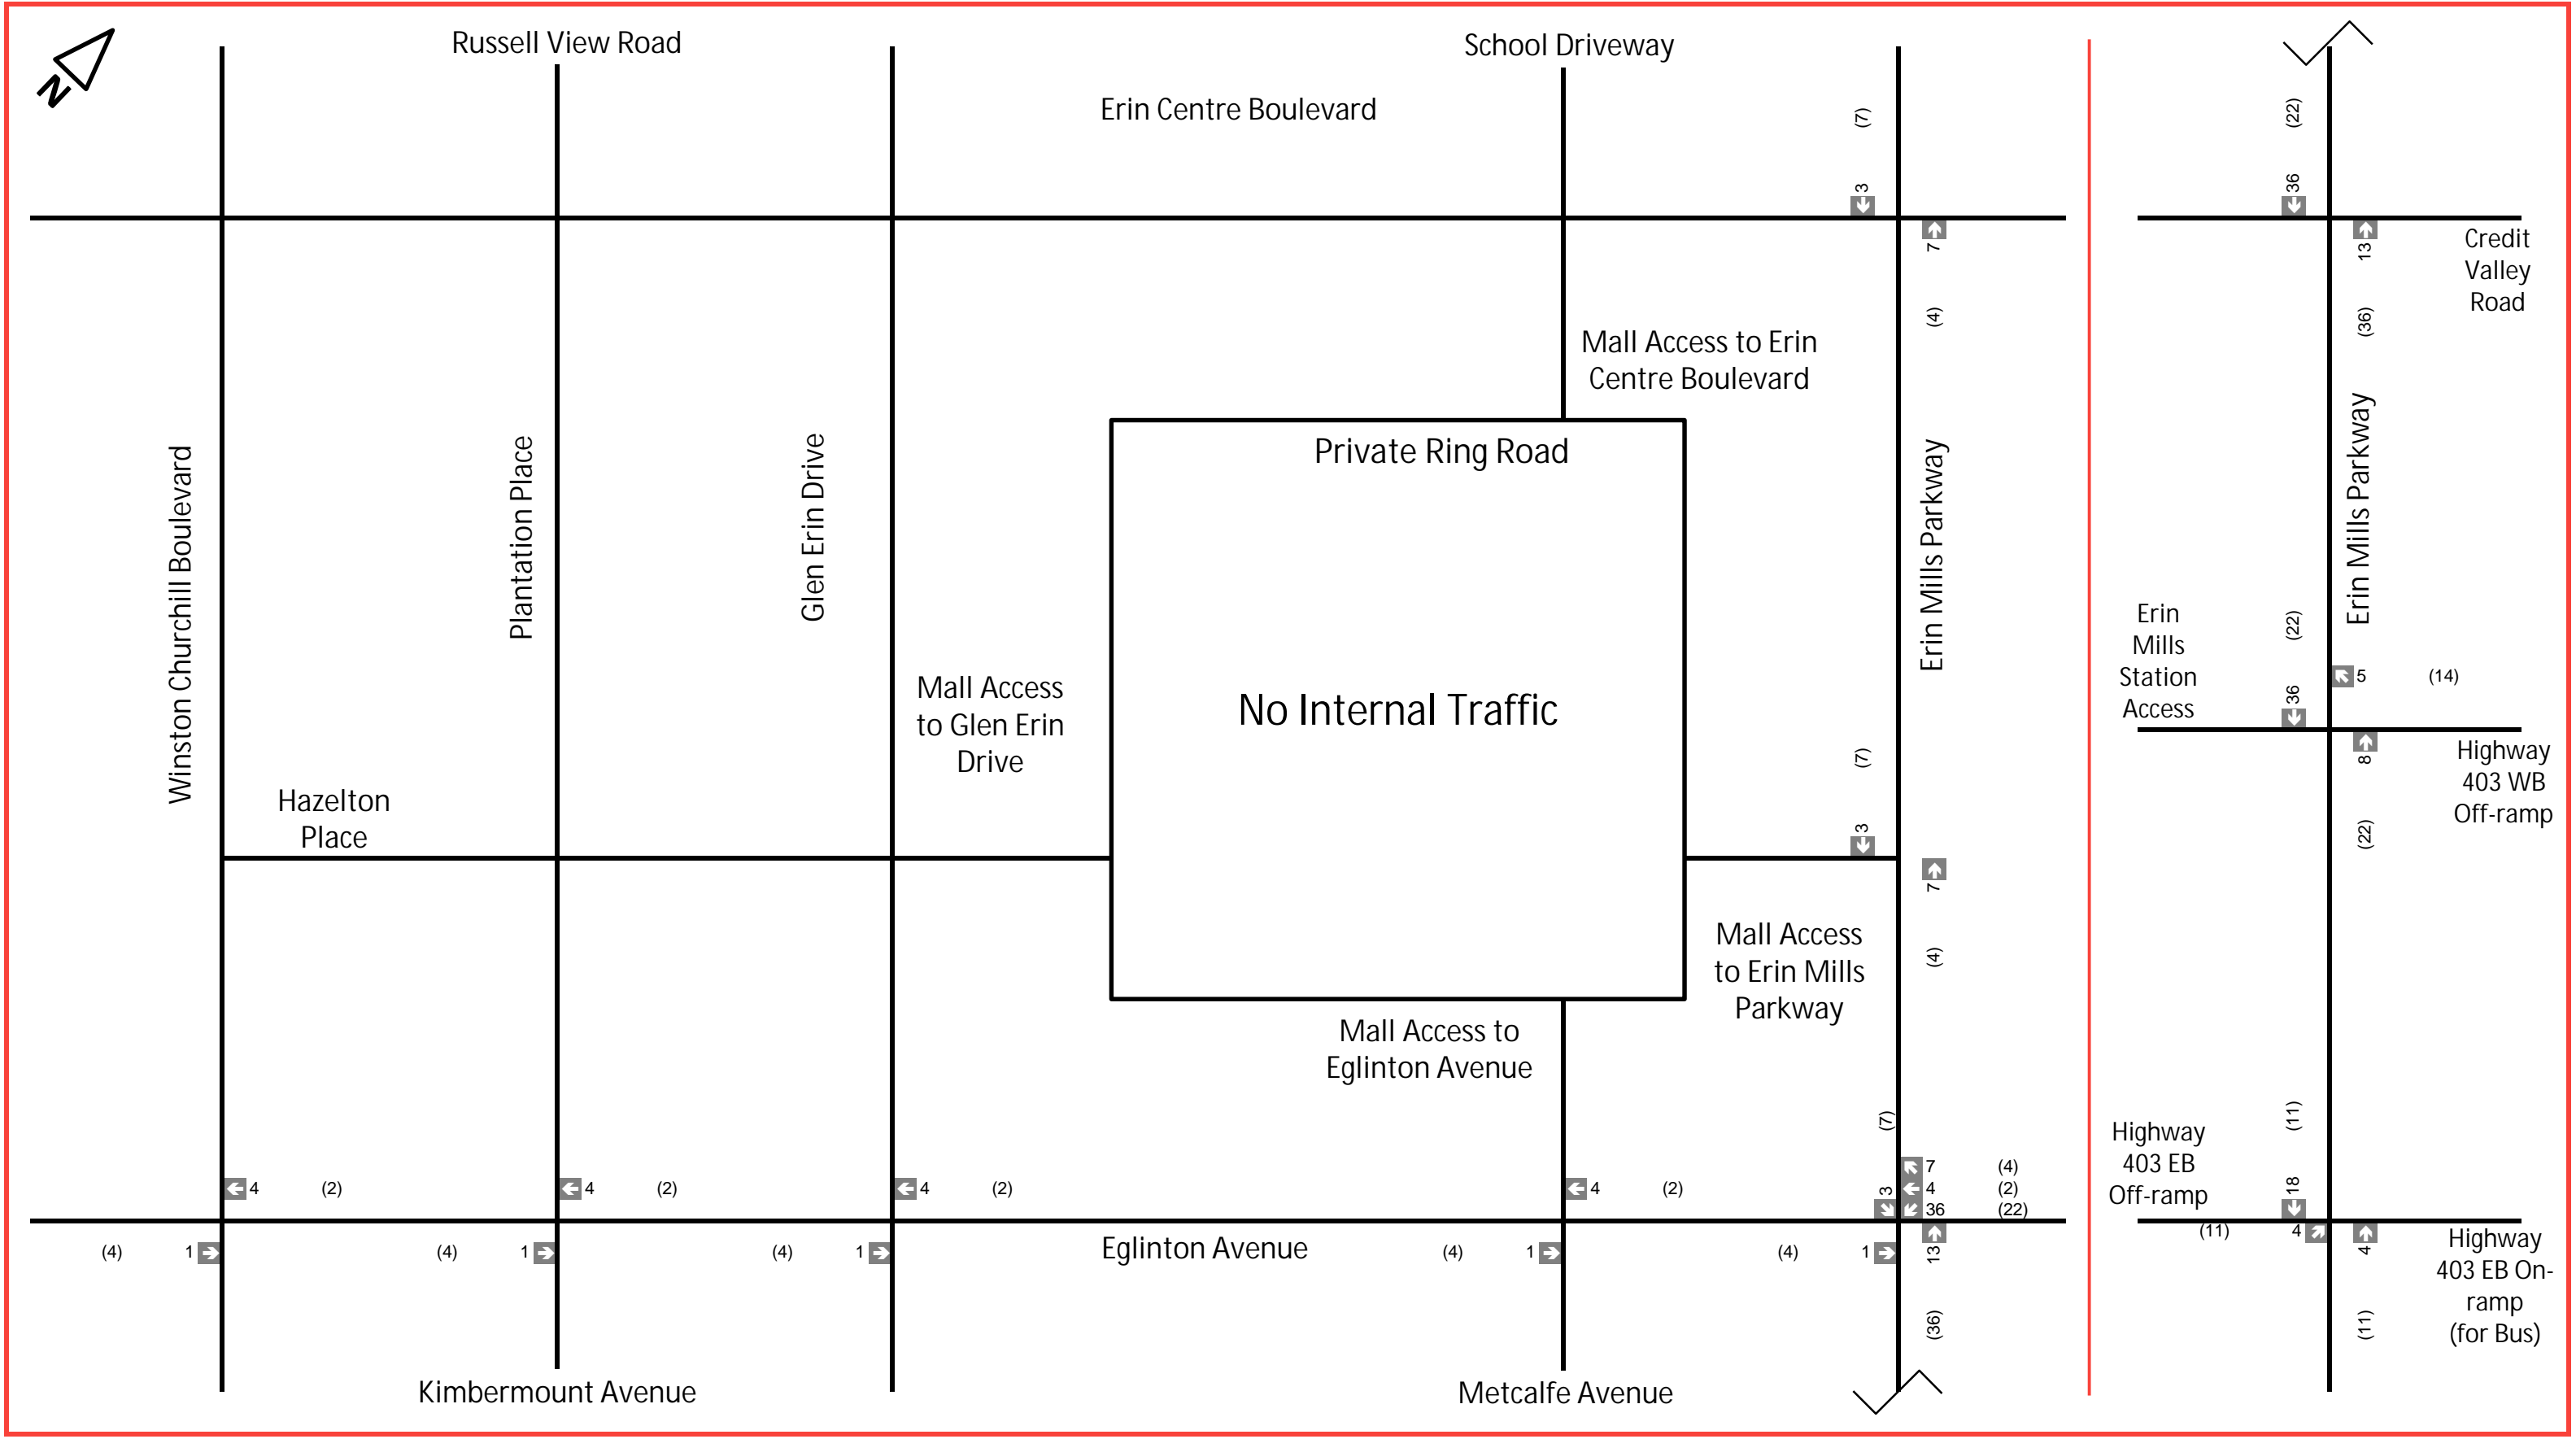 N
Russell View Road
School Driveway
Erin Centre Boulevard
(7)
3
7
(4)
(22)
36
13
(36)
Credit
Valley
Road
Mall Access to Erin
Centre Boulevard
Winston Churchill Boulevard
Plantation Place
Glen Erin Drive
Private Ring Road
No Internal Traffic
Mall Access
to Glen Erin
Drive
Hazelton
Place
Erin Mills Parkway
(7)
3
7
(4)
Mall Access
to Erin Mills
Parkway
Mall Access to
Eglinton Avenue
Erin Mills Parkway
Erin
Mills
Station
Access
(22)
36
5 (14)
8
(22)
Highway
403 WB
Off-ramp
4 (2)
4 (2)
4 (2)
4 (2)
(7)
3
7 (4)
4 (2)
36 (22)
(4) 1
(4) 1
(4) 1
Eglinton Avenue
(4) 1
(4) 1
13
(36)
Highway
403 EB
Off-ramp
(11)
18
(11) 4
4
(11)
Highway
403 EB On-
ramp
(for Bus)
Kimbermount Avenue
Metcalfe Avenue